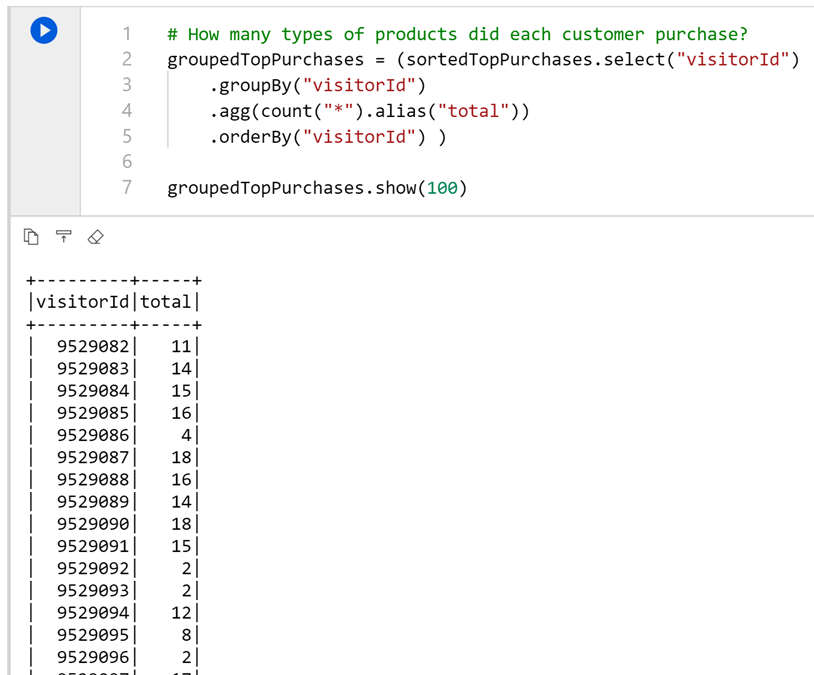 1 # How many types of products did each customer purchase?
2 groupedTopPurchases = (sortedTopPurchases.select("visitorId")
3     .groupBy("visitorId")
4     .agg(count("*").alias("total"))
5     .orderBy("visitorId") )
6
7 groupedTopPurchases.show(100)
+---------+-----+
|visitorId|total|
+---------+-----+
|  9529082|   11|
|  9529083|   14|
|  9529084|   15|
|  9529085|   16|
|  9529086|    4|
|  9529087|   18|
|  9529088|   16|
|  9529089|   14|
|  9529090|   18|
|  9529091|   15|
|  9529092|    2|
|  9529093|    2|
|  9529094|   12|
|  9529095|    8|
|  9529096|    2|